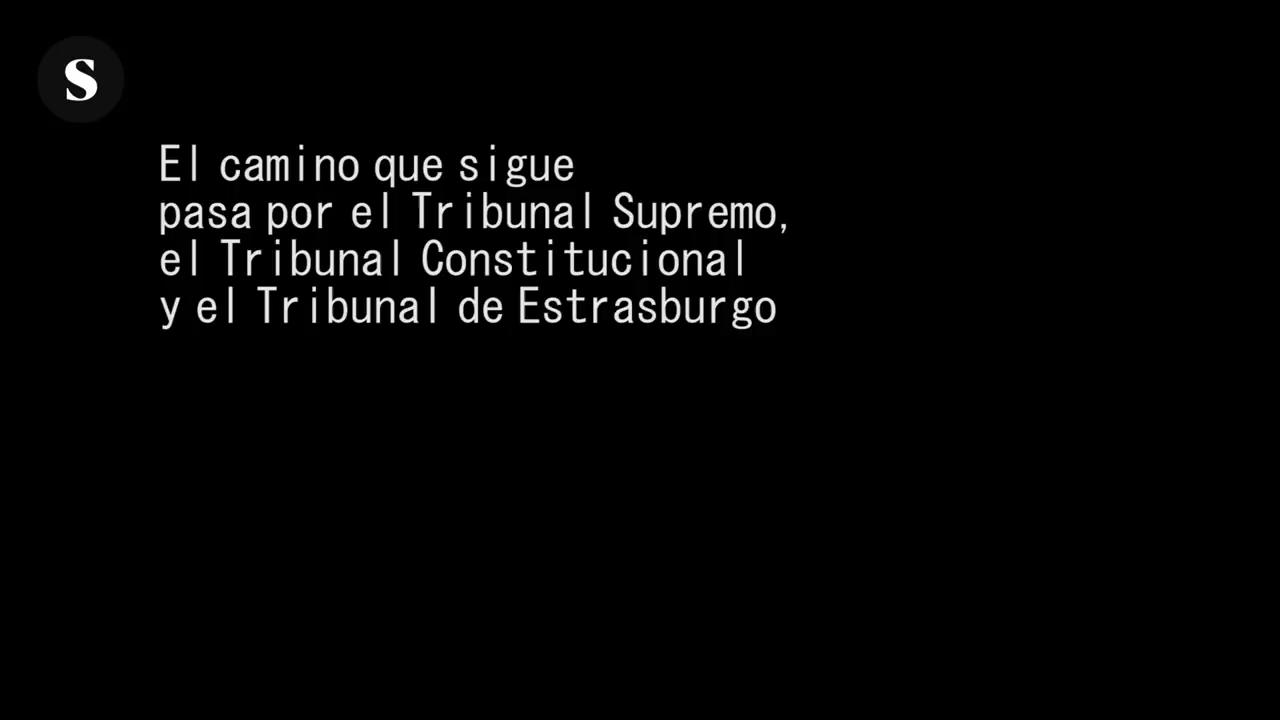 S
El camino que sigue
pasa por el Tribunal Supremo,
el Tribunal Constitucional
y el Tribunal de Estrasburgo